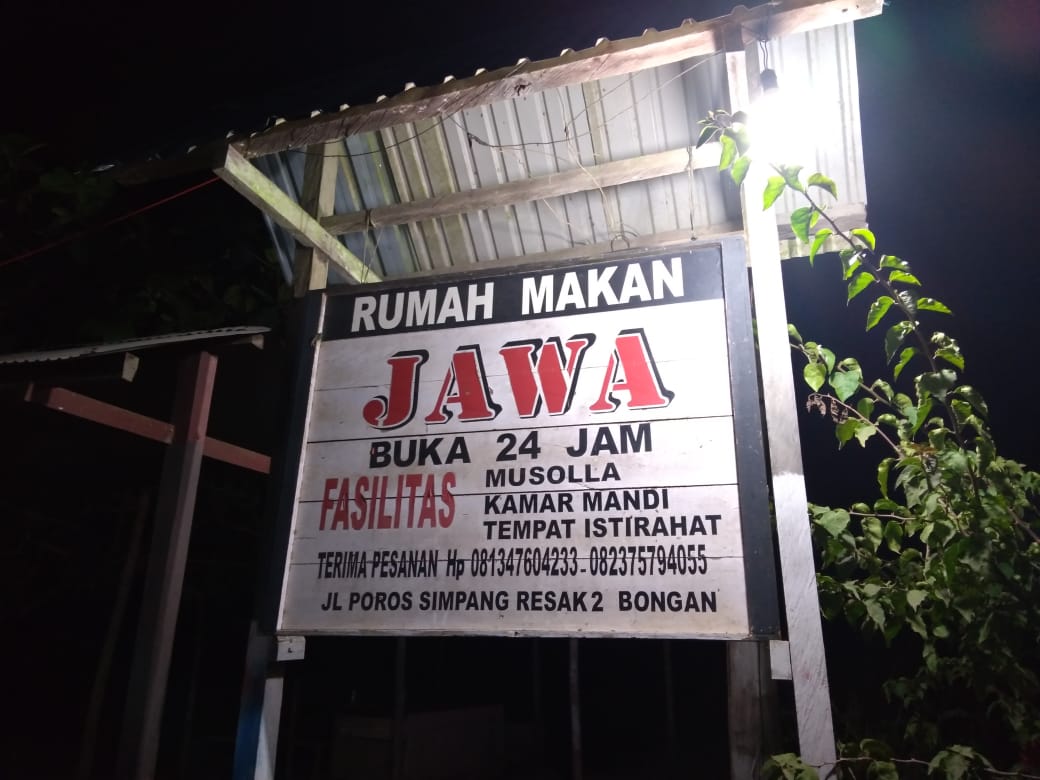 RUMAH MAKAN
JAWA
BUKA 24 JAM
FASILITAS
MUSOLLA
KAMAR MANDI
TEMPAT ISTIRAHAT
TERIMA PESANAN Hp 081347604233-082375794055
JL POROS SIMPANG RESAK 2 BONGAN